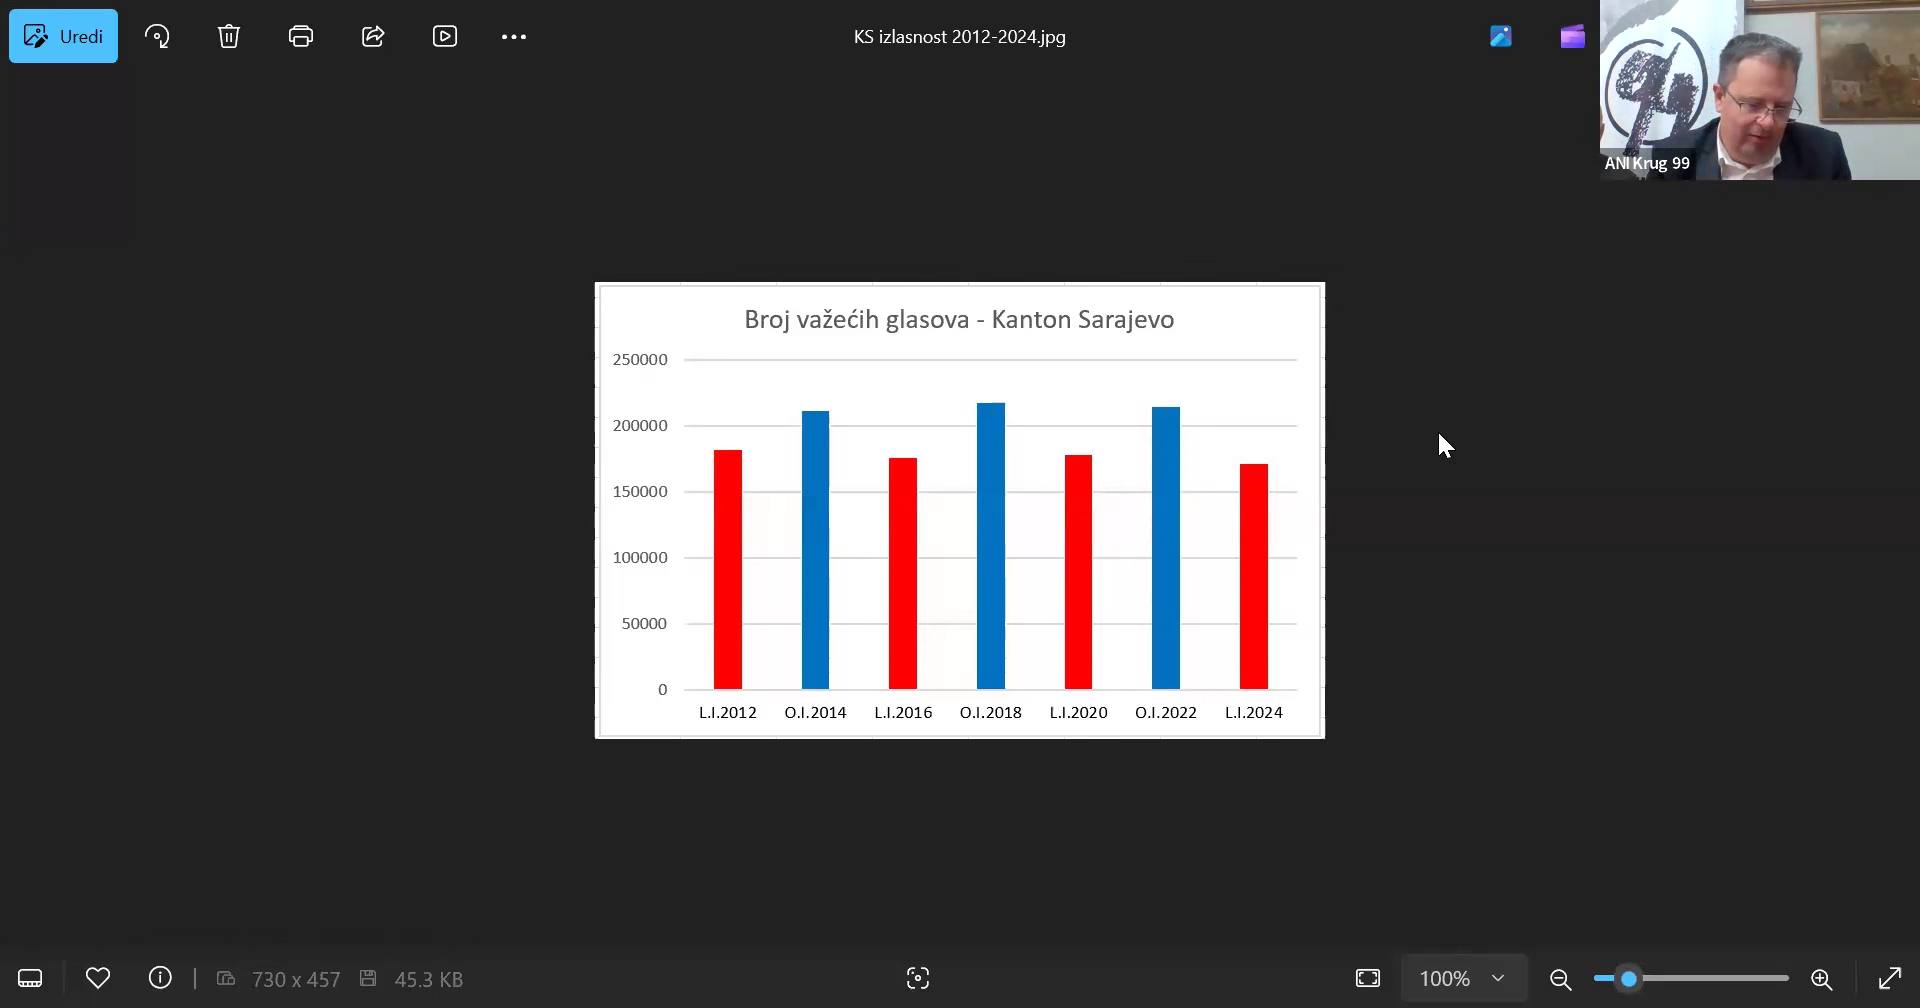 Uredi
KS izlasnost 2012-2024.jpg
99
ANI Krug 99
Broj važećih glasova - Kanton Sarajevo
250000
200000
150000
100000
50000
0
L.I.2012 O.I.2014 L.I.2016 O.I.2018 L.I.2020 O.I.2022 L.I.2024
730 x 457 45.3 KB 100%